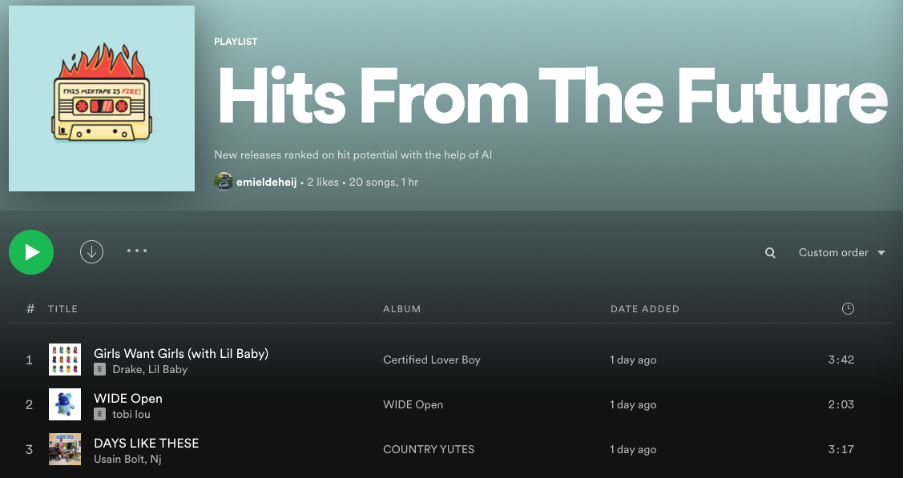 THIS MIXTAPE IS FIRE!
PLAYLIST
Hits From The Future
New releases ranked on hit potential with the help of AI
emieldeheij • 2 likes • 20 songs, 1 hr
Custom order
# TITLE ALBUM DATE ADDED
1 Girls Want Girls (with Lil Baby) Certified Lover Boy 1 day ago 3:42
E Drake, Lil Baby
2 WIDE Open WIDE Open 1 day ago 2:03
E tobi lou
3 DAYS LIKE THESE COUNTRY YUTES 1 day ago 3:17
Usain Bolt, Nj